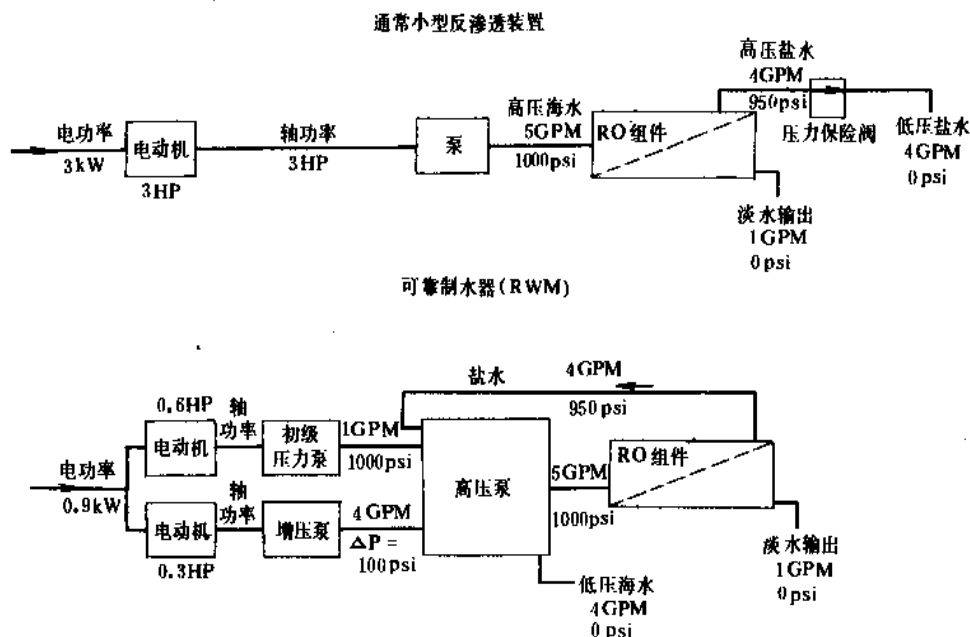 通常小型反渗透装置
高压盐水
4GPM
950psi
压力保险阀
低压盐水
4GPM
0psi
高压海水
5GPM
1000psi
RO组件
电功率
3kW
电动机
3HP
轴功率
3HP
泵
淡水输出
1GPM
0psi
可靠制水器(RWM)
盐水
4GPM
950psi
0.6HP
轴
功率
电动机
初级
压力泵
1GPM
1000psi
电功率
0.9kW
高压泵
5GPM
1000psi
RO组件
轴
功率
电动机
0.3HP
增压泵
4GPM
△P=
100psi
低压海水
4GPM
0psi
淡水输出
1GPM
0psi